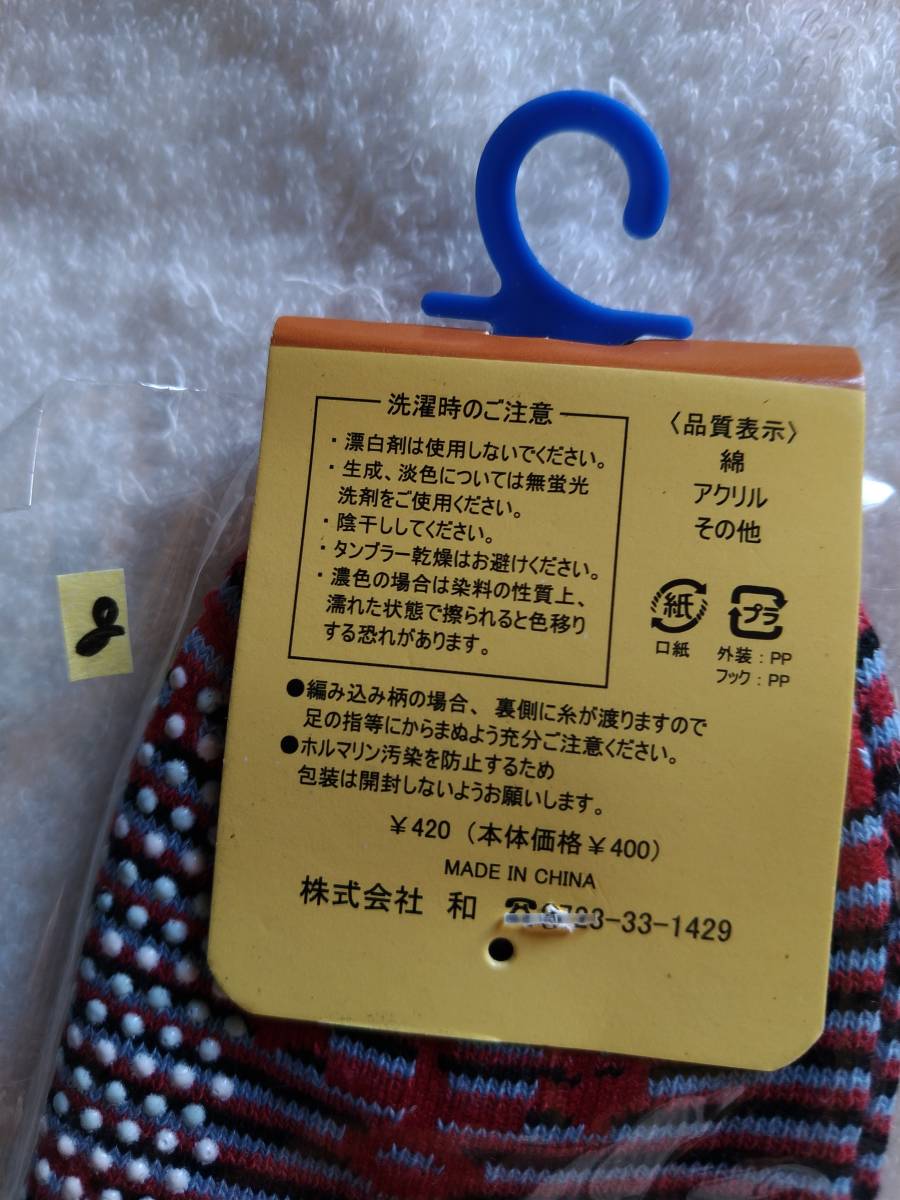 洗濯時のご注意
・漂白剤は使用しないでください。
・生成、淡色については無蛍光
洗剤をご使用ください。
・陰干ししてください。
・タンブラー乾燥はお避けください。
・濃色の場合は染料の性質上、
濡れた状態で擦られると色移り
する恐れがあります。
〈品質表示〉
綿
アクリル
その他
紙
プラ
口紙
外装:PP
フック:PP
●編み込み柄の場合、裏側に糸が渡りますので
足の指等にからまぬよう充分ご注意ください。
●ホルマリン汚染を防止するため
包装は開封しないようお願いします。
¥420(本体価格¥400)
MADE IN CHINA
株式会社 和 ☎0723-33-1429